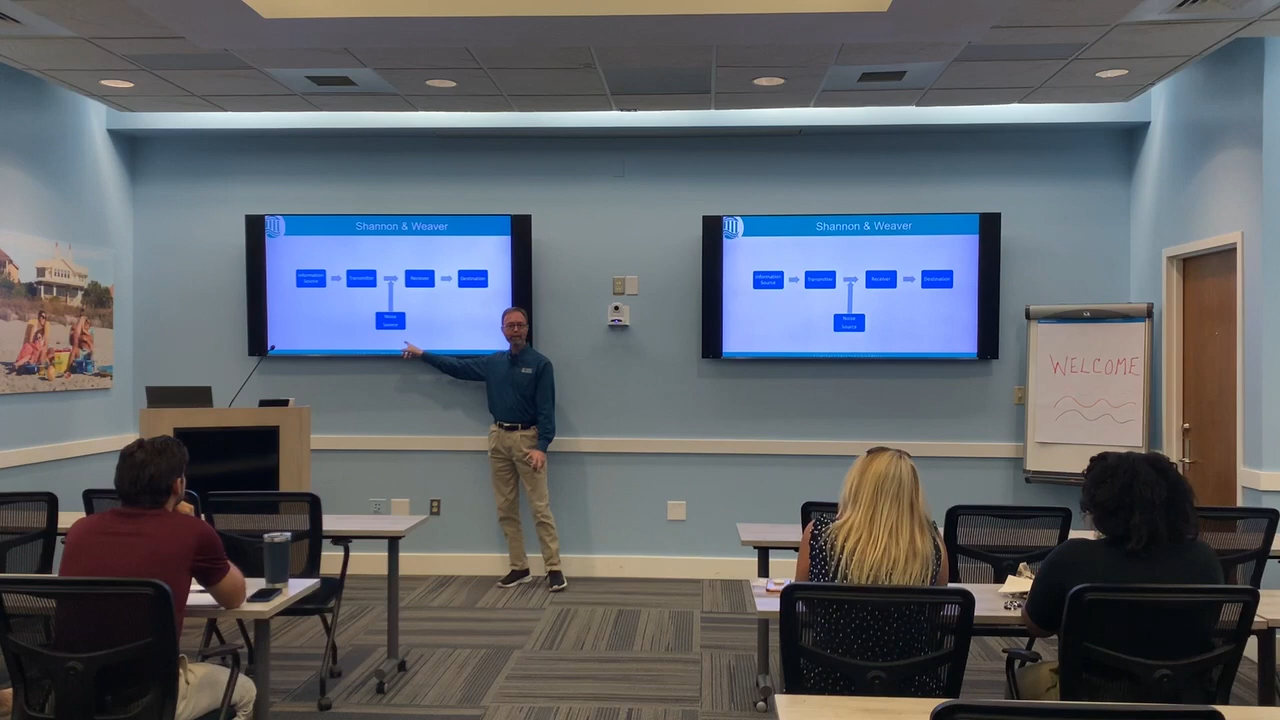 Shannon & Weaver
Information
Source
Transmitter
Receiver
Destination
Noise
Source
Shannon & Weaver
Information
Source
Transmitter
Receiver
Destination
Noise
Source
WELCOME